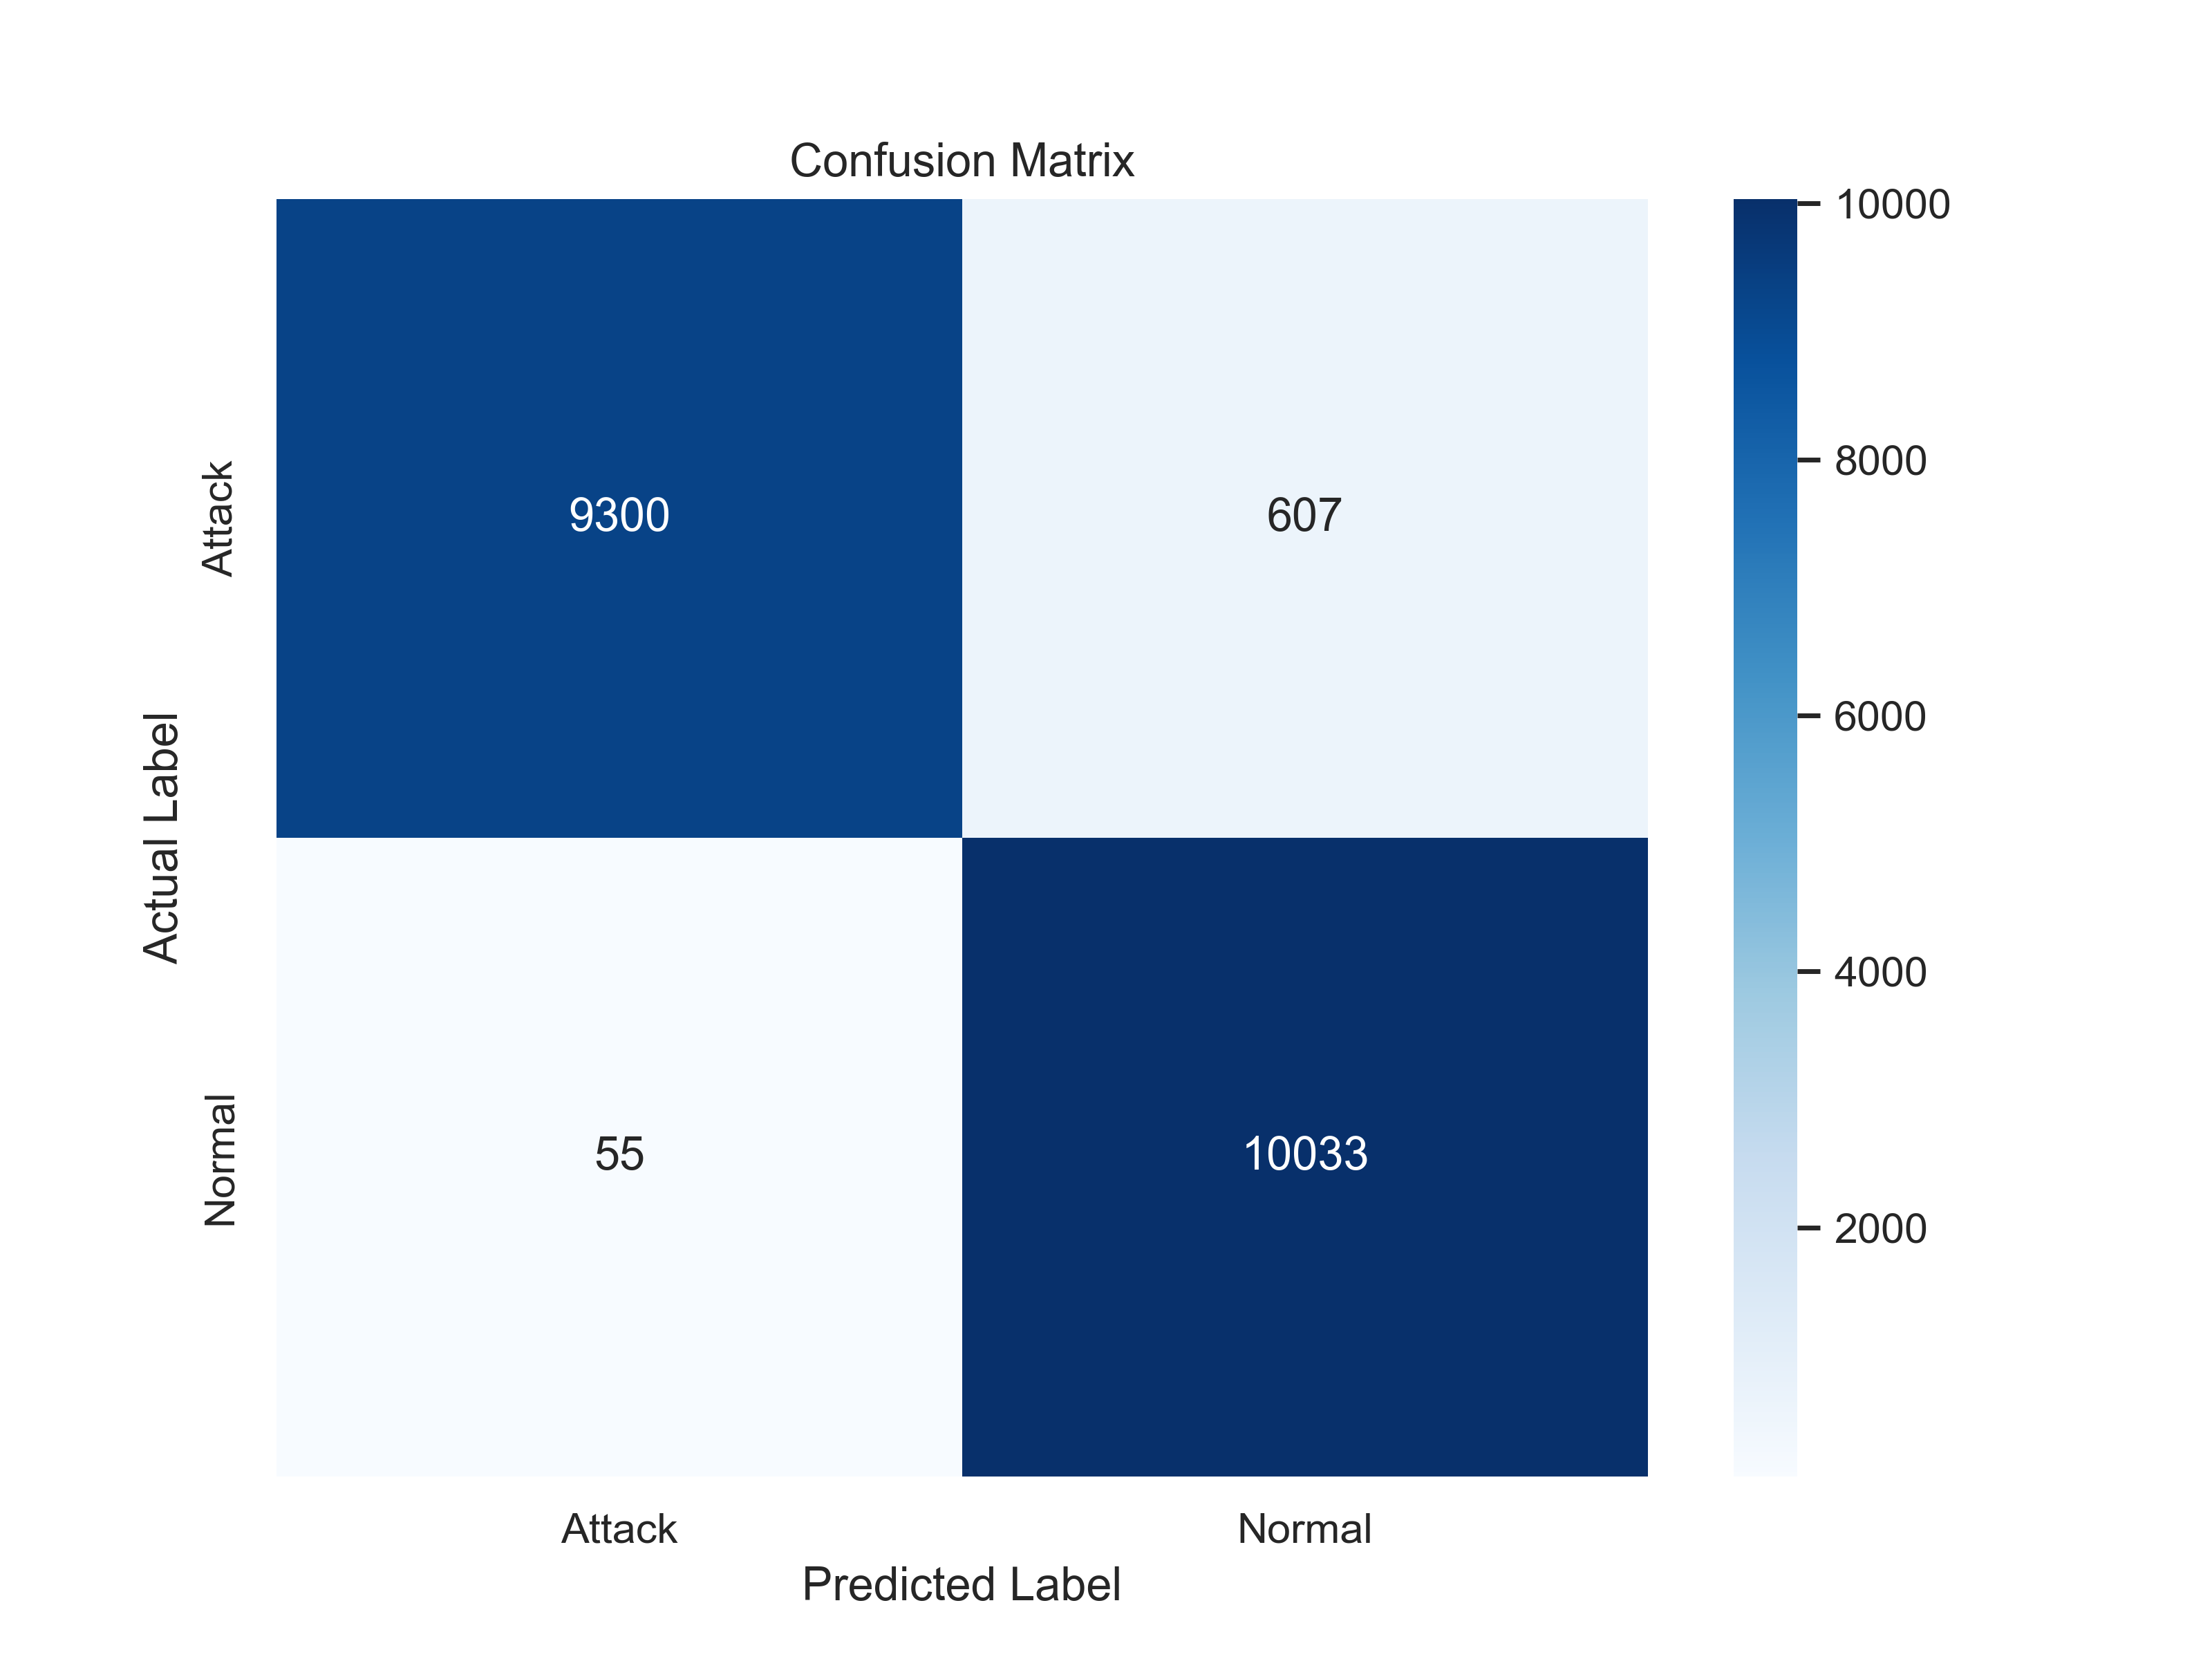 Confusion Matrix
10000
8000
6000
4000
2000
Actual Label
Attack
Normal
9300
607
55
10033
Attack
Normal
Predicted Label